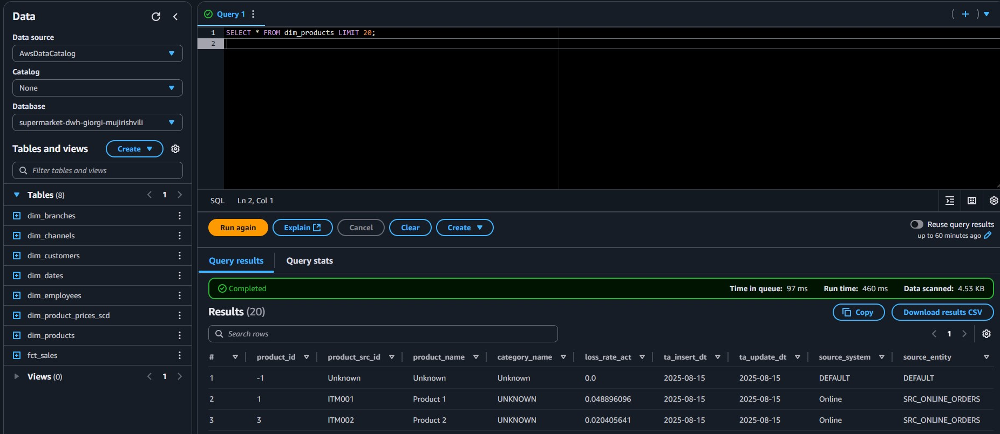 Data
Data source
AwsDataCatalog
Catalog
None
Database
supermarket-dwh-giorgi-mujirishvili
Tables and views
Create
Filter tables and views
Tables (8)
1
dim_branches
dim_channels
dim_customers
dim_dates
dim_employees
dim_product_prices_scd
dim_products
fct_sales
Views (0)
1
Query 1
1 SELECT * FROM dim_products LIMIT 20;
2
SQL Ln 2, Col 1
Run again Explain Cancel Clear Create
Reuse query results
up to 60 minutes ago
Query results Query stats
Completed Time in queue: 97 ms Run time: 460 ms Data scanned: 4.53 KB
Results (20) Copy Download results CSV
Search rows 1
# product_id product_src_id product_name category_name loss_rate_act ta_insert_dt ta_update_dt source_system source_entity
1 -1 Unknown Unknown Unknown 0.0 2025-08-15 2025-08-15 DEFAULT DEFAULT
2 1 ITM001 Product 1 UNKNOWN 0.048896096 2025-08-15 2025-08-15 Online SRC_ONLINE_ORDERS
3 3 ITM002 Product 2 UNKNOWN 0.020405641 2025-08-15 2025-08-15 Online SRC_ONLINE_ORDERS